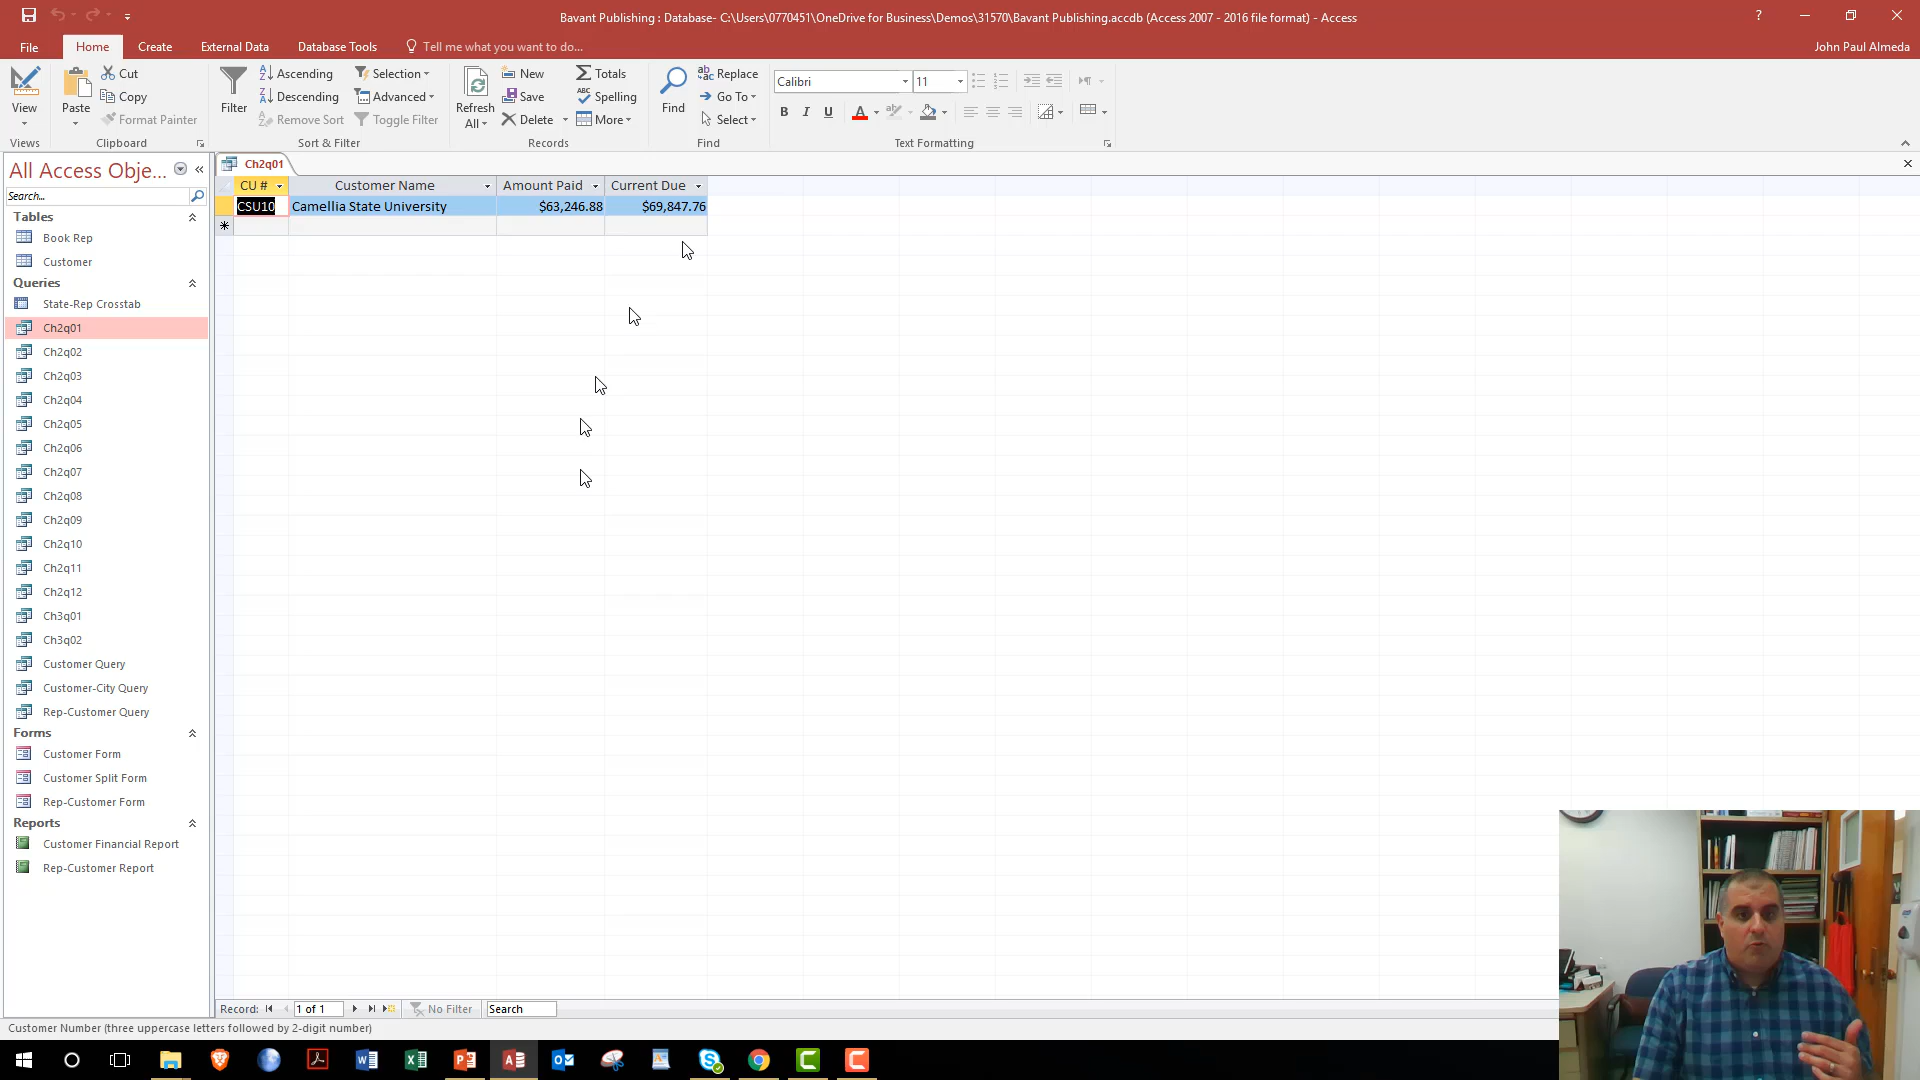 Bavant Publishing : Database- C:\Users\0770451\OneDrive for Business\Demos\31570\Bavant Publishing.accdb (Access 2007 - 2016 file format) - Access
?
File Home Create External Data Database Tools Tell me what you want to do... John Paul Almeda
View
Views
Paste
Cut
Copy
Format Painter
Clipboard
Filter
Ascending
Descending
Remove Sort
Selection
Advanced
Toggle Filter
Sort & Filter
Refresh All
New
Save
Delete
Totals
Spelling
More
Records
Find
Replace
Go To
Select
Find
Calibri 11
B I U A
Text Formatting
All Access Obje...
Search...
Tables
Book Rep
Customer
Queries
State-Rep Crosstab
Ch2q01
Ch2q02
Ch2q03
Ch2q04
Ch2q05
Ch2q06
Ch2q07
Ch2q08
Ch2q09
Ch2q10
Ch2q11
Ch2q12
Ch3q01
Ch3q02
Customer Query
Customer-City Query
Rep-Customer Query
Forms
Customer Form
Customer Split Form
Rep-Customer Form
Reports
Customer Financial Report
Rep-Customer Report
Ch2q01
CU # Customer Name Amount Paid Current Due
CSU10 Camellia State University $63,246.88 $69,847.76
Record: 1 of 1 No Filter Search
Customer Number (three uppercase letters followed by 2-digit number)